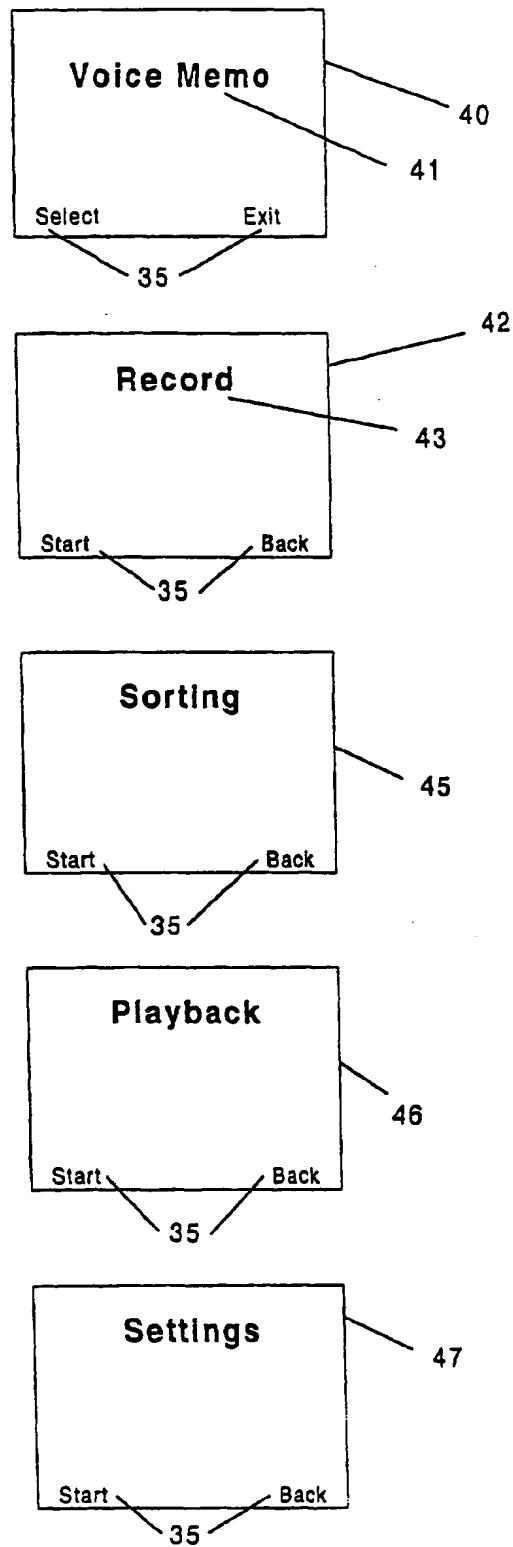 Voice Memo
40
41
Select Exit
35
42
Record
43
Start Back
35
Sorting
45
Start Back
35
Playback
46
Start Back
35
Settings
47
Start Back
35